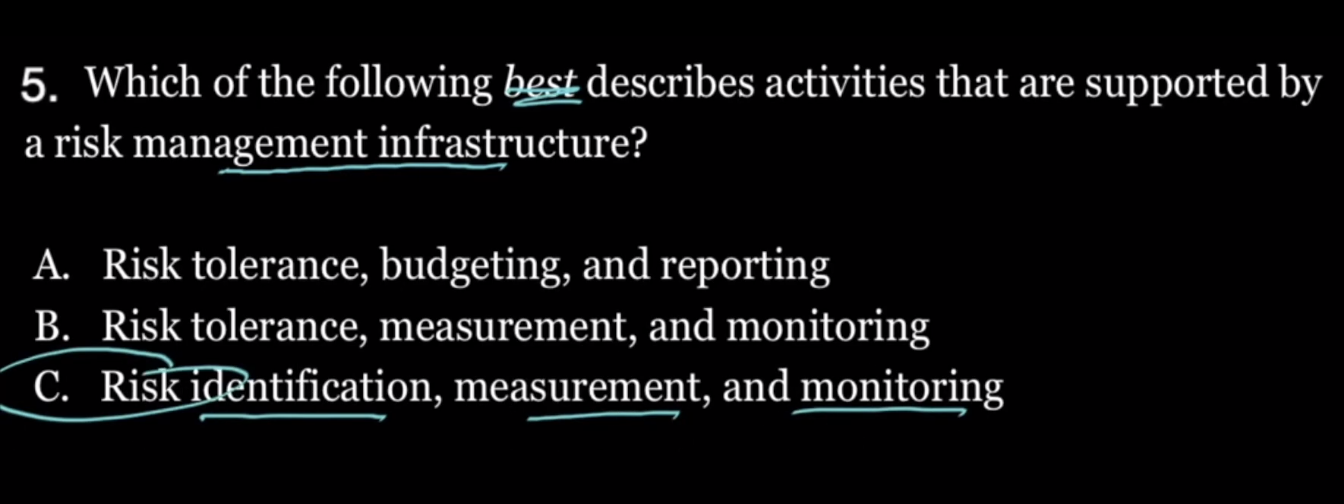 5. Which of the following best describes activities that are supported by
a risk management infrastructure?
A. Risk tolerance, budgeting, and reporting
B. Risk tolerance, measurement, and monitoring
C. Risk identification, measurement, and monitoring